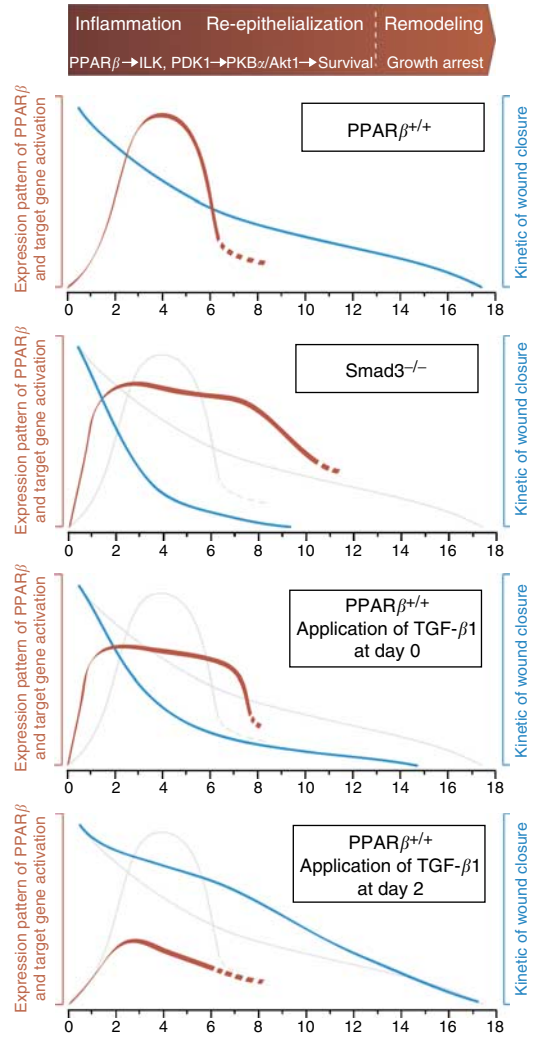 Inflammation Re-epithelialization Remodeling
PPARβ→ILK, PDK1→PKBα/Akt1→Survival Growth arrest
Expression pattern of PPARβ
and target gene activation
PPARβ+/+
Kinetic of wound closure
0 2 4 6 8 10 12 14 16 18
Expression pattern of PPARβ
and target gene activation
Smad3–/–
Kinetic of wound closure
0 2 4 6 8 10 12 14 16 18
Expression pattern of PPARβ
and target gene activation
PPARβ+/+
Application of TGF-β1
at day 0
Kinetic of wound closure
0 2 4 6 8 10 12 14 16 18
Expression pattern of PPARβ
and target gene activation
PPARβ+/+
Application of TGF-β1
at day 2
Kinetic of wound closure
0 2 4 6 8 10 12 14 16 18